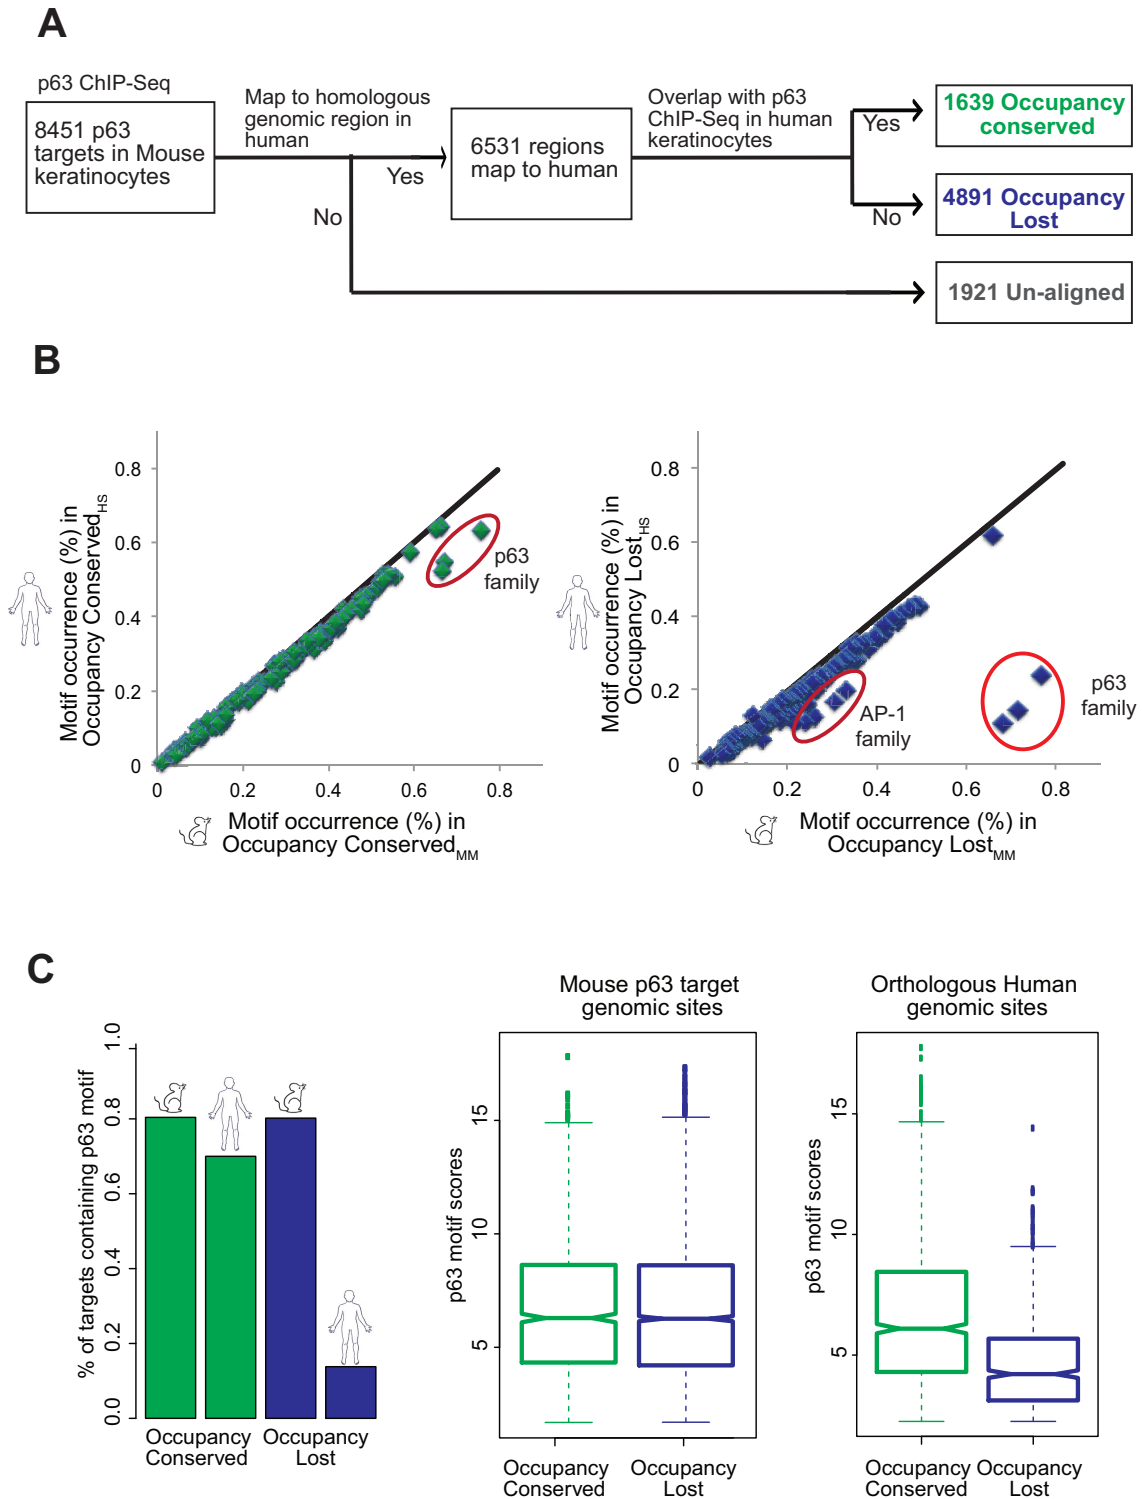 A
p63 ChIP-Seq
8451 p63
targets in Mouse
keratinocytes
Map to homologous
genomic region in
human
Yes
No
6531 regions
map to human
Overlap with p63
ChIP-Seq in human
keratinocytes
Yes
No
1639 Occupancy
conserved
4891 Occupancy
Lost
1921 Un-aligned
B
Motif occurrence (%) in
Occupancy ConservedHS
0.8
0.6
0.4
0.2
0
0
0.2
0.4
0.6
0.8
p63
family
Motif occurrence (%) in
Occupancy ConservedMM
Motif occurrence (%) in
Occupancy LostHS
0.8
0.6
0.4
0.2
0
0
0.2
0.4
0.6
0.8
AP-1
family
p63
family
Motif occurrence (%) in
Occupancy LostMM
C
% of targets containing p63 motif
1.0
0.8
0.6
0.4
0.2
0.0
Occupancy
Conserved
Occupancy
Lost
Mouse p63 target
genomic sites
p63 motif scores
15
10
5
Occupancy
Conserved
Occupancy
Lost
Orthologous Human
genomic sites
p63 motif scores
15
10
5
Occupancy
Conserved
Occupancy
Lost